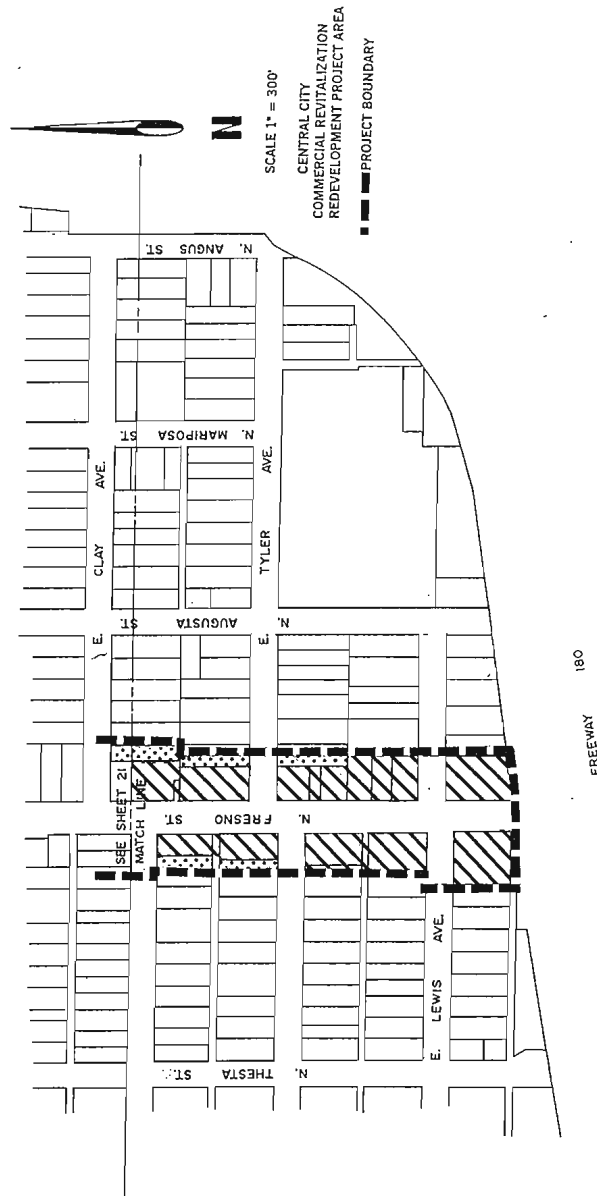 N
SCALE 1" = 300'
CENTRAL CITY
COMMERCIAL REVITALIZATION
REDEVELOPMENT PROJECT AREA
PROJECT BOUNDARY
N. ANGUS ST.
N. MARIPOSA ST.
E. CLAY AVE.
E. TYLER AVE.
N. AUGUSTA ST.
SEE SHEET 21
MATCH LINE
N. FRESNO ST.
E. LEWIS AVE.
N. THESTA ST.
FREEWAY 180